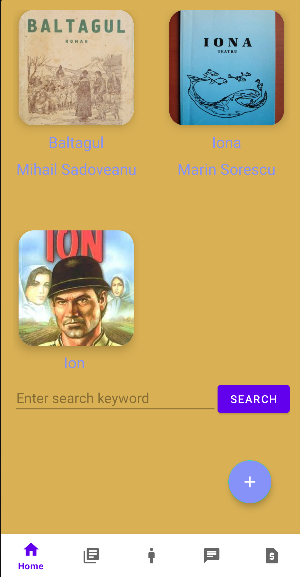 BALTAGUL
ROMAN
IONA
TEATRU
Baltagul
Iona
Mihail Sadoveanu
Marin Sorescu
ION
Ion
Enter search keyword
SEARCH
Home